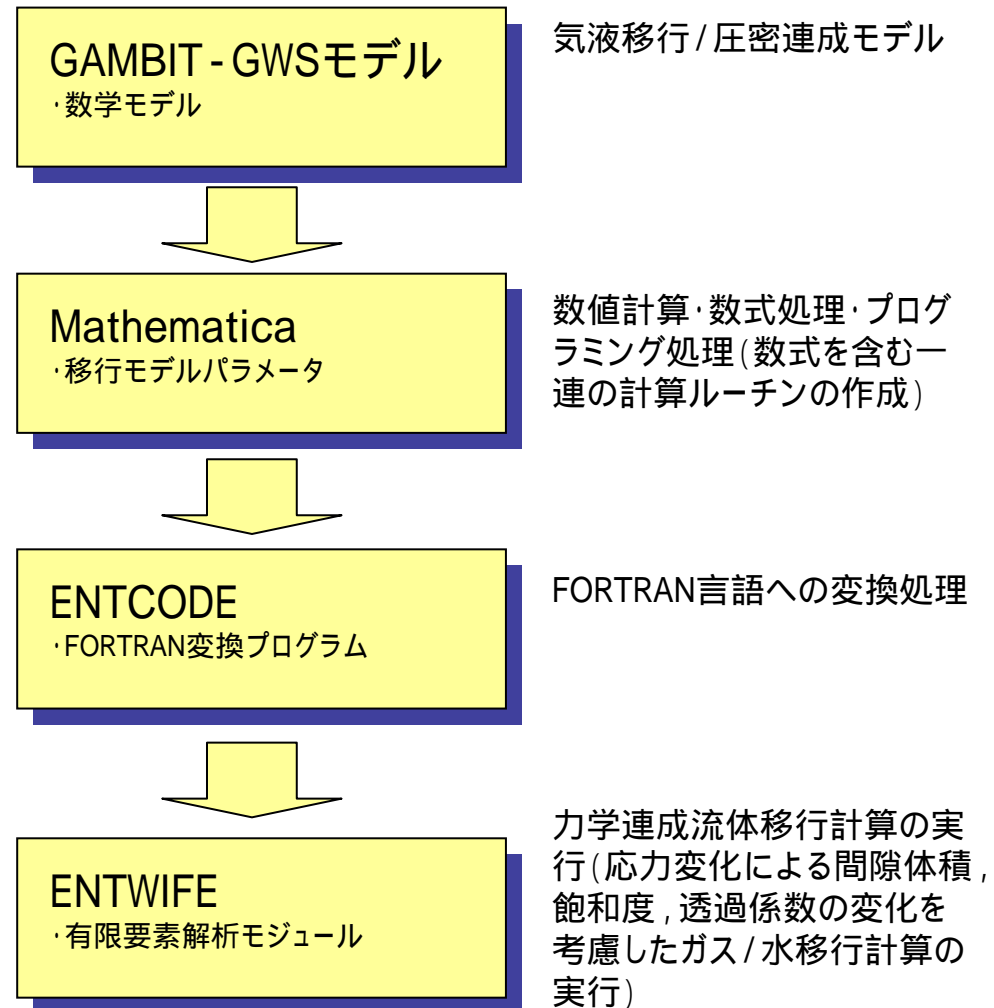 GAMBIT - GWSモデル
・数学モデル
気液移行/圧密連成モデル
Mathematica
・移行モデルパラメータ
数値計算・数式処理・プログ
ラミング処理(数式を含む一
連の計算ルーチンの作成)
ENTCODE
・FORTRAN変換プログラム
FORTRAN言語への変換処理
ENTWIFE
・有限要素解析モジュール
力学連成流体移行計算の実
行(応力変化による間隙体積,
飽和度,透過係数の変化を
考慮したガス/水移行計算の
実行)